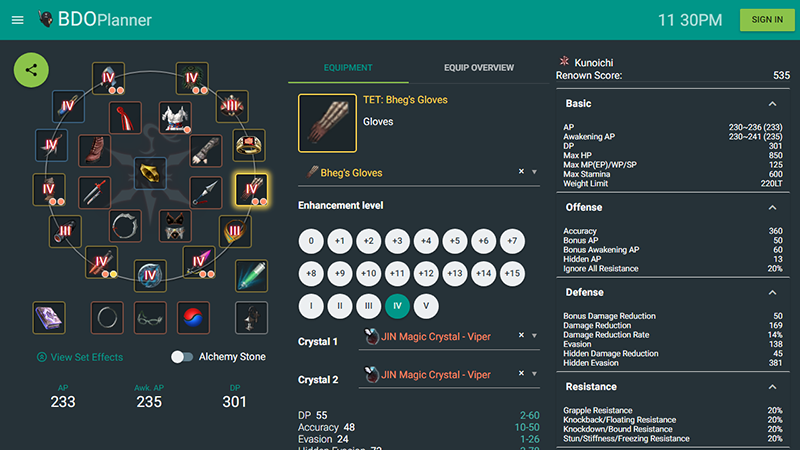 BDOPlanner
11 30PM
SIGN IN
IV
IV
IV
III
IV
IV
IV
III
III
IV
IV
IV
View Set Effects
Alchemy Stone
AP
Awk. AP
DP
233
235
301
EQUIPMENT
EQUIP OVERVIEW
TET: Bheg's Gloves
Gloves
Bheg's Gloves
Enhancement level
0 +1 +2 +3 +4 +5 +6 +7
+8 +9 +10 +11 +12 +13 +14 +15
I II III IV V
Crystal 1
JIN Magic Crystal - Viper
Crystal 2
JIN Magic Crystal - Viper
DP 55 2-60
Accuracy 48 10-50
Evasion 24 1-26
Kunoichi
Renown Score: 535
Basic
AP 230~236 (233)
Awakening AP 230~241 (235)
DP 301
Max HP 850
Max MP(EP)/WP/SP 125
Max Stamina 600
Weight Limit 220LT
Offense
Accuracy 360
Bonus AP 50
Bonus Awakening AP 60
Hidden AP 13
Ignore All Resistance 20%
Defense
Bonus Damage Reduction 50
Damage Reduction 169
Damage Reduction Rate 14%
Evasion 138
Hidden Damage Reduction 45
Hidden Evasion 381
Resistance
Grapple Resistance 20%
Knockback/Floating Resistance 20%
Knockdown/Bound Resistance 20%
Stun/Stiffness/Freezing Resistance 20%